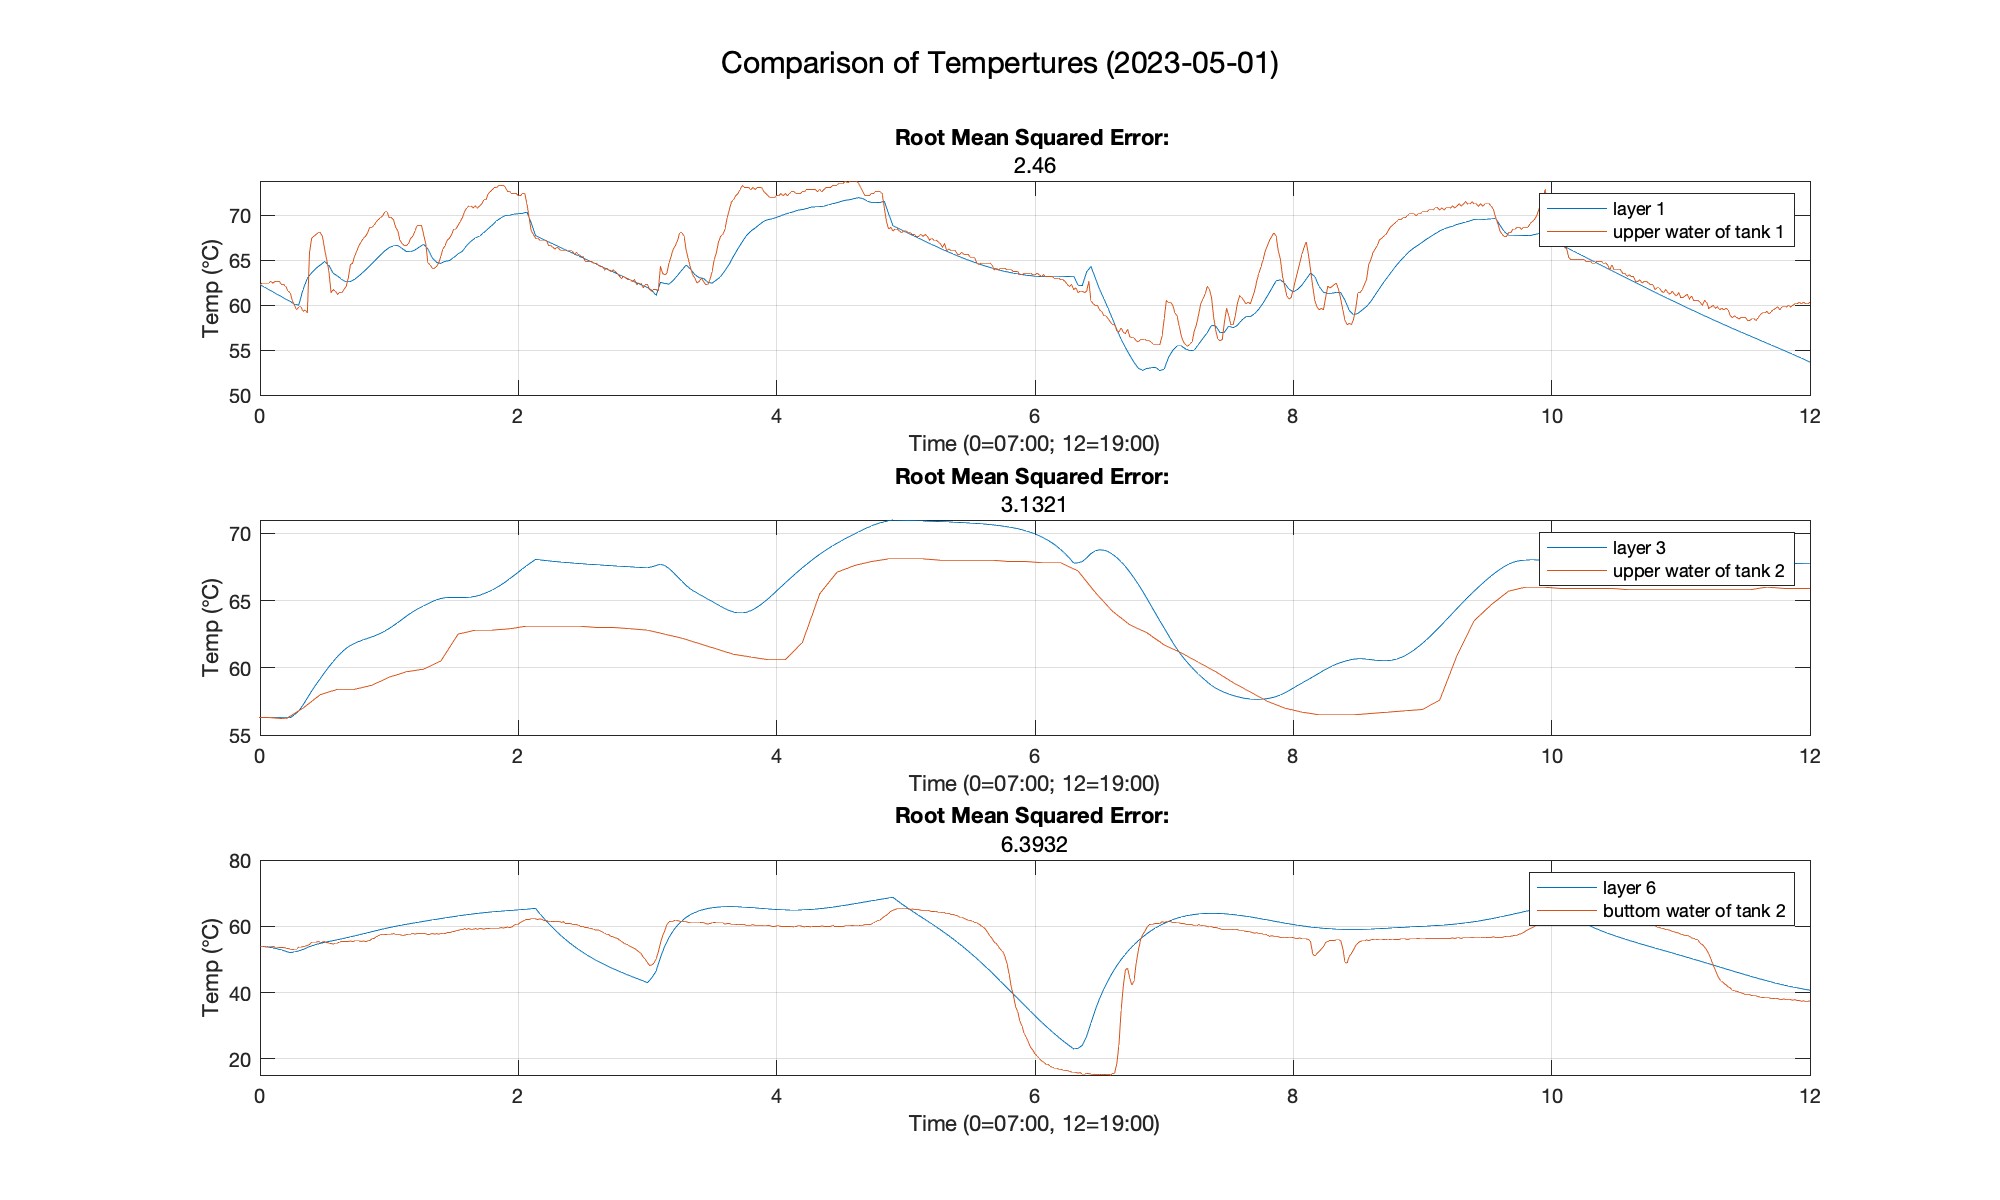 Comparison of Tempertures (2023-05-01)
Root Mean Squared Error:
2.46
70
65
60
55
50
Temp (°C)
layer 1
upper water of tank 1
0 2 4 6 8 10 12
Time (0=07:00; 12=19:00)
Root Mean Squared Error:
3.1321
70
65
60
55
Temp (°C)
layer 3
upper water of tank 2
0 2 4 6 8 10 12
Time (0=07:00; 12=19:00)
Root Mean Squared Error:
6.3932
80
60
40
20
Temp (°C)
layer 6
buttom water of tank 2
0 2 4 6 8 10 12
Time (0=07:00, 12=19:00)